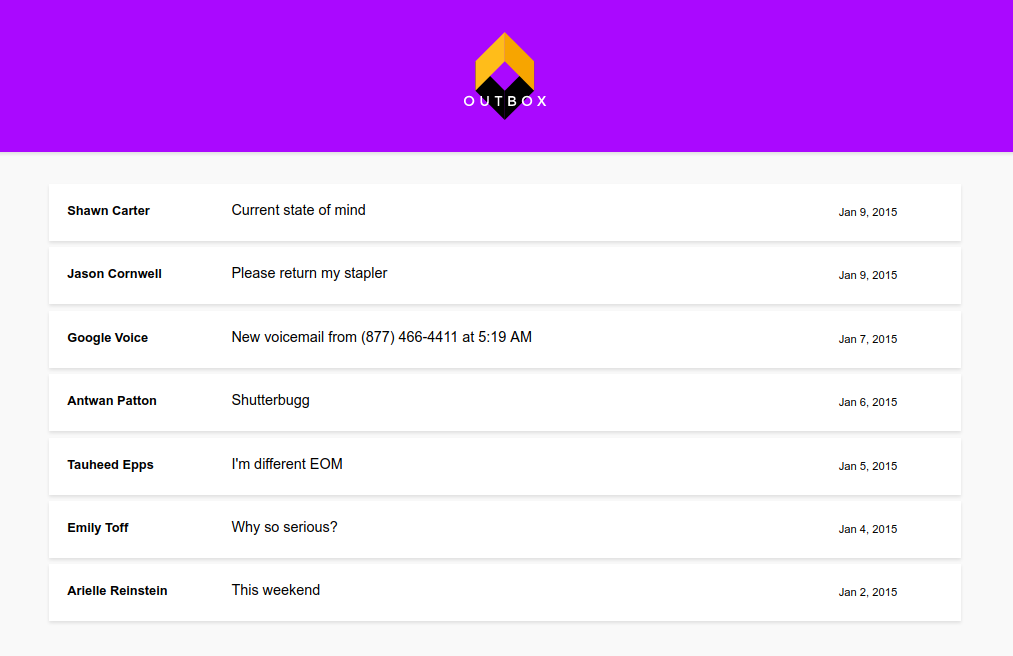 OUTBOX
Shawn Carter Current state of mind Jan 9, 2015
Jason Cornwell Please return my stapler Jan 9, 2015
Google Voice New voicemail from (877) 466-4411 at 5:19 AM Jan 7, 2015
Antwan Patton Shutterbugg Jan 6, 2015
Tauheed Epps I'm different EOM Jan 5, 2015
Emily Toff Why so serious? Jan 4, 2015
Arielle Reinstein This weekend Jan 2, 2015